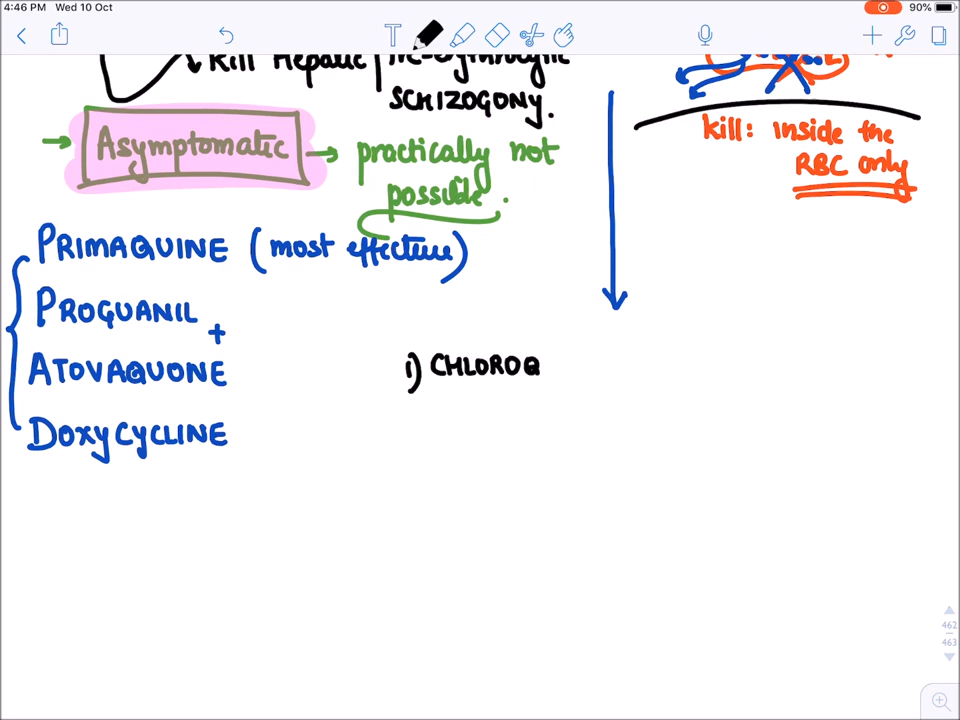 4:46 PM Wed 10 Oct
90%
T
Kill Hepatic
SCHIZOGONY.
Asymptomatic
practically not
possible.
kill: inside the
RBC only
PRIMAQUINE (most effective)
PROGUANIL
+
ATOVAQUONE
DOXYCYCLINE
1) CHLOROQ
462
463